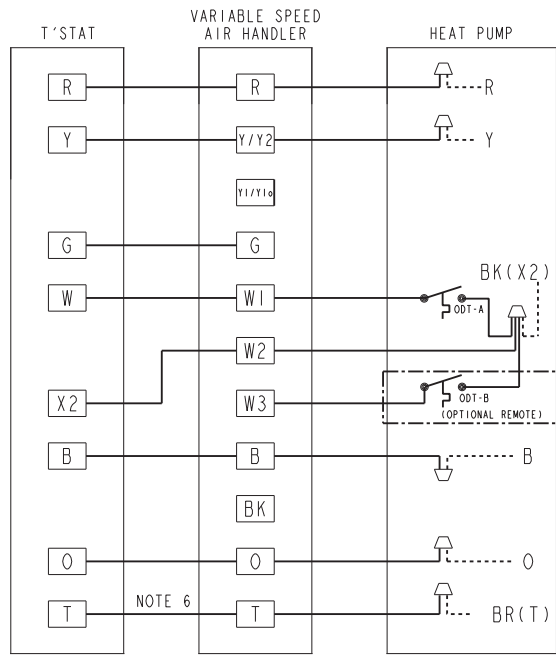 VARIABLE SPEED
T'STAT AIR HANDLER HEAT PUMP
R R R
Y Y/Y2 Y
Y1/Y1o
G G
BK(X2)
W W1
ODT-A
W2
X2 W3
ODT-B
(OPTIONAL REMOTE)
B B B
BK
O O O
NOTE 6
T T BR(T)